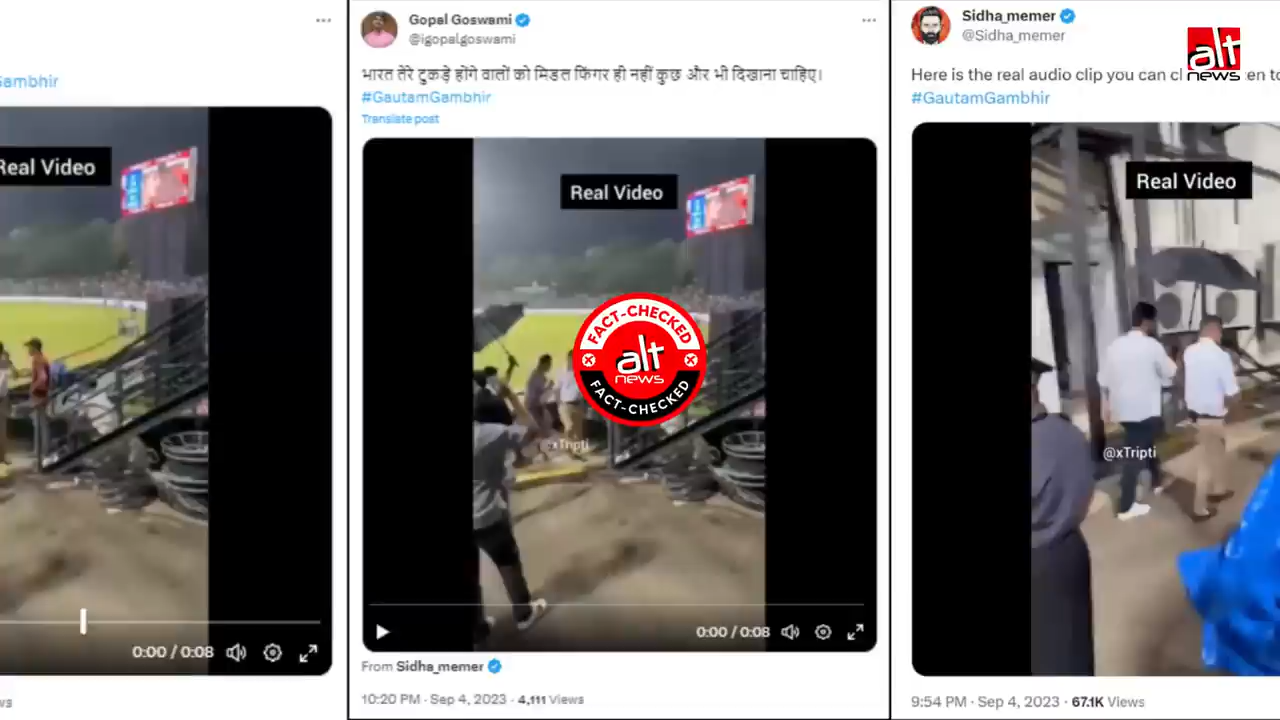 Gambhir
Real Video
0:00 / 0:08
Gopal Goswami
@igopalgoswami
भारत तेरे टुकड़े होंगे वालों को मिडल फिंगर ही नहीं कुछ और भी दिखाना चाहिए।
#GautamGambhir
Translate post
Real Video
FACT-CHECKED
alt
news
FACT-CHECKED
@xTripti
0:00 / 0:08
From Sidha_memer
10:20 PM · Sep 4, 2023 · 4,111 Views
Sidha_memer
@Sidha_memer
alt
news
Here is the real audio clip you can
#GautamGambhir
Real Video
@xTripti
9:54 PM · Sep 4, 2023 · 67.1K Views